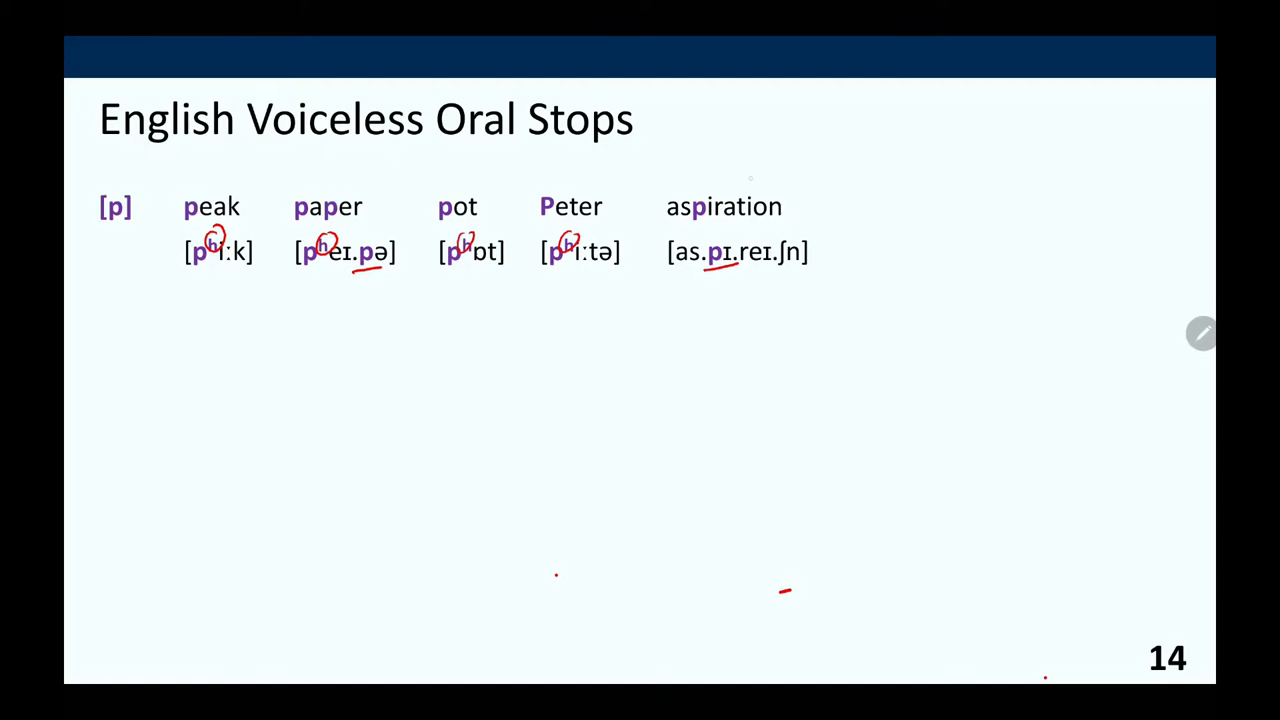 English Voiceless Oral Stops
[p] peak paper pot Peter aspiration
[pʰiːk] [pʰeɪ.pə] [pʰɒt] [pʰiːtə] [as.pɪ.reɪ.ʃn]
14